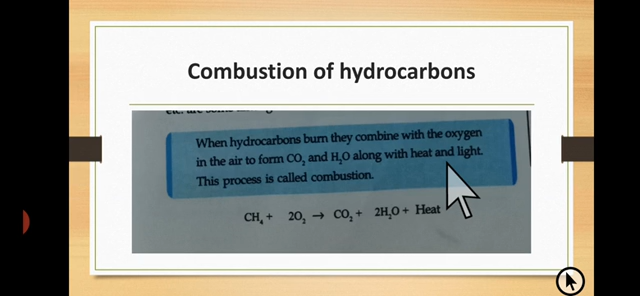 Combustion of hydrocarbons
When hydrocarbons burn they combine with the oxygen
in the air to form CO₂ and H₂O along with heat and light.
This process is called combustion.
CH₄ + 2O₂ → CO₂ + 2H₂O + Heat